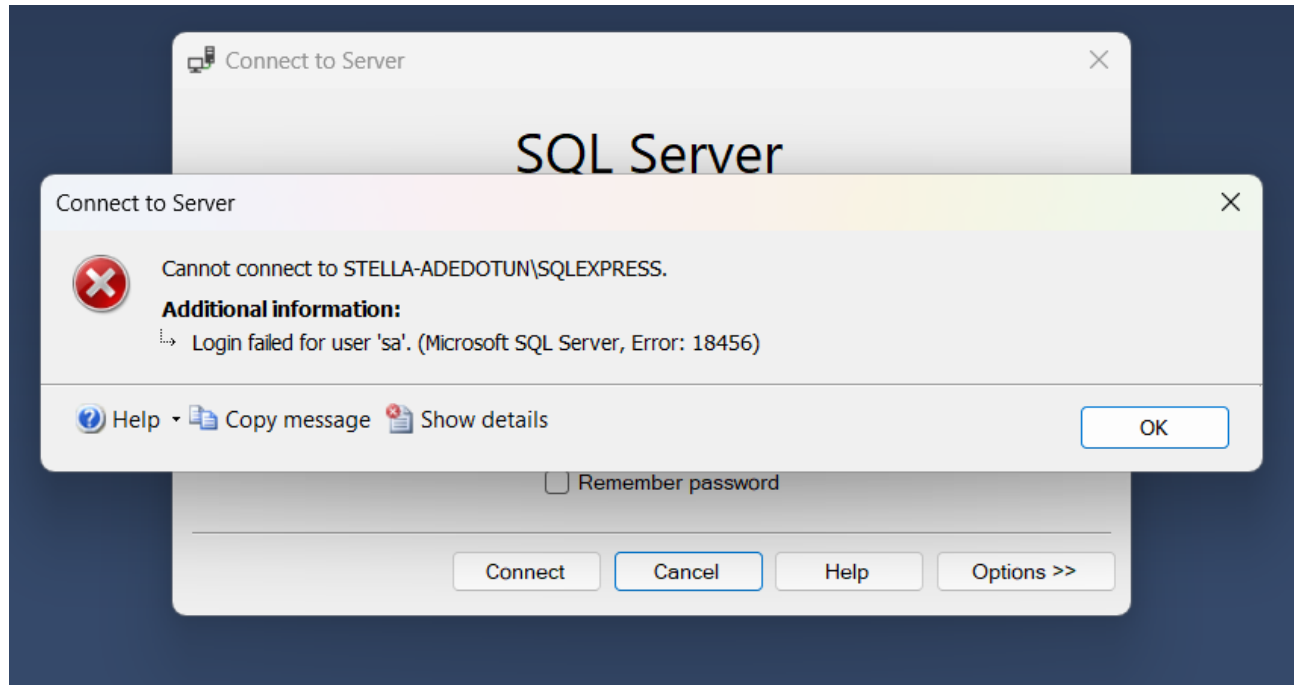 Connect to Server
SQL Server
Connect to Server
Cannot connect to STELLA-ADEDOTUN\SQLEXPRESS.
Additional information:
Login failed for user 'sa'. (Microsoft SQL Server, Error: 18456)
Help Copy message Show details
OK
Remember password
Connect Cancel Help Options >>